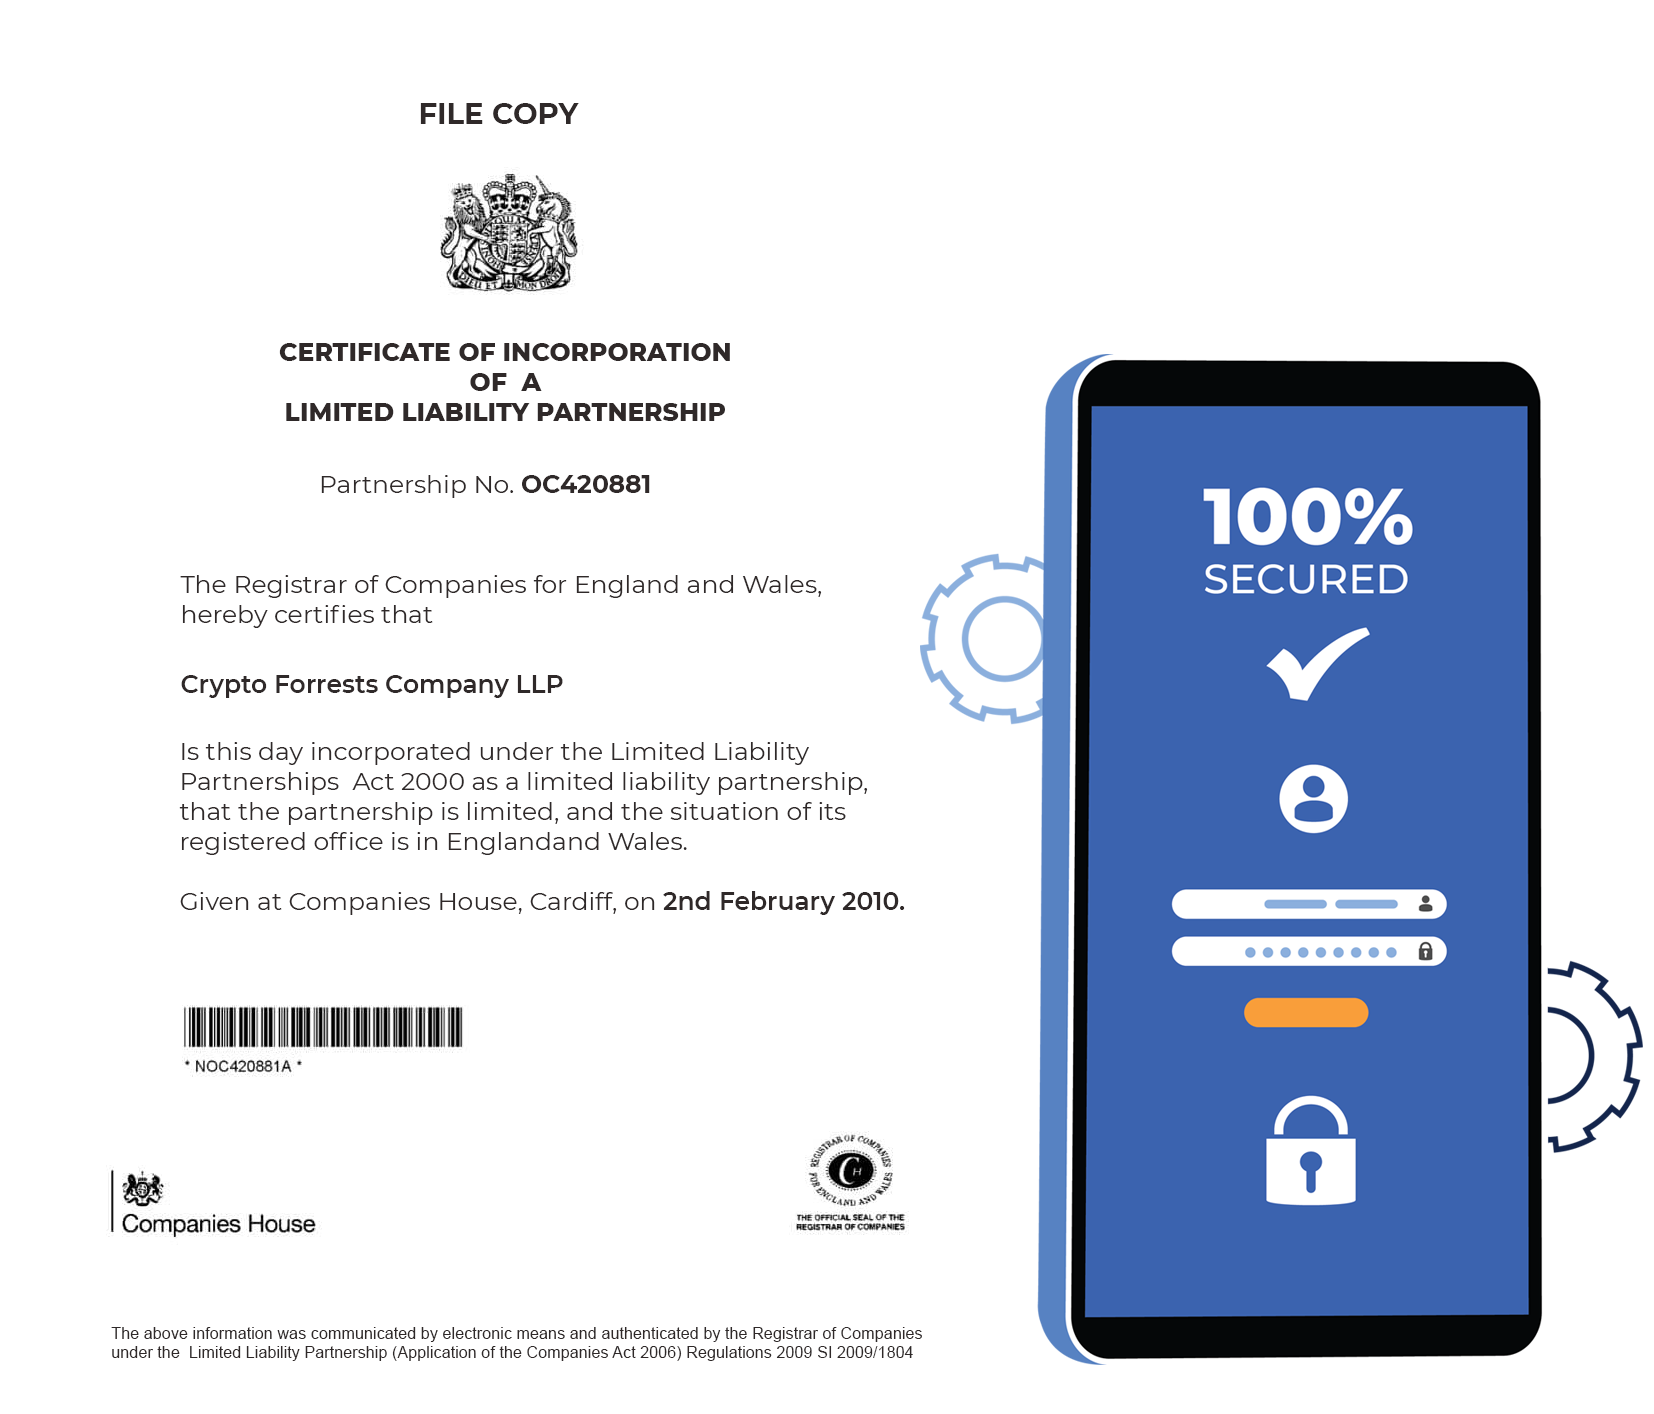 FILE COPY
DIEU ET MON DROIT
CERTIFICATE OF INCORPORATION
OF A
LIMITED LIABILITY PARTNERSHIP
Partnership No. OC420881
The Registrar of Companies for England and Wales,
hereby certifies that
Crypto Forrests Company LLP
Is this day incorporated under the Limited Liability
Partnerships Act 2000 as a limited liability partnership,
that the partnership is limited, and the situation of its
registered office is in Englandand Wales.
Given at Companies House, Cardiff, on 2nd February 2010.
* NOC420881A *
Companies House
REGISTRAR OF COMPANIES
FOR ENGLAND AND WALES
CH
THE OFFICIAL SEAL OF THE
REGISTRAR OF COMPANIES
The above information was communicated by electronic means and authenticated by the Registrar of Companies
under the Limited Liability Partnership (Application of the Companies Act 2006) Regulations 2009 SI 2009/1804
100%
SECURED